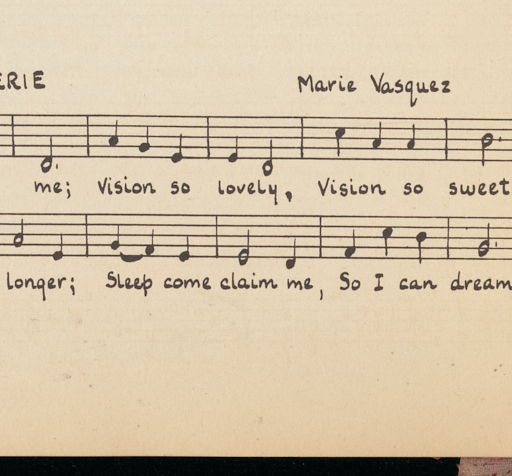 ERIE Marie Vasquez
me; Vision so lovely, Vision so sweet
longer; Sleep come claim me, So I can dream